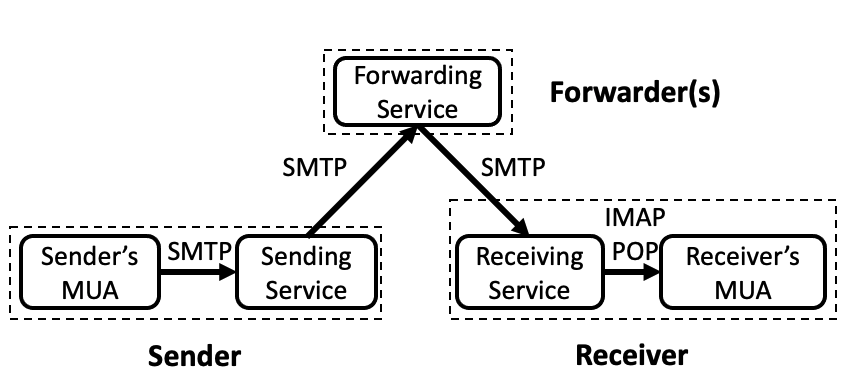 Forwarding
Service
Forwarder(s)
SMTP
SMTP
IMAP
Sender's
MUA
SMTP
Sending
Service
Receiving
Service
POP
Receiver's
MUA
Sender
Receiver